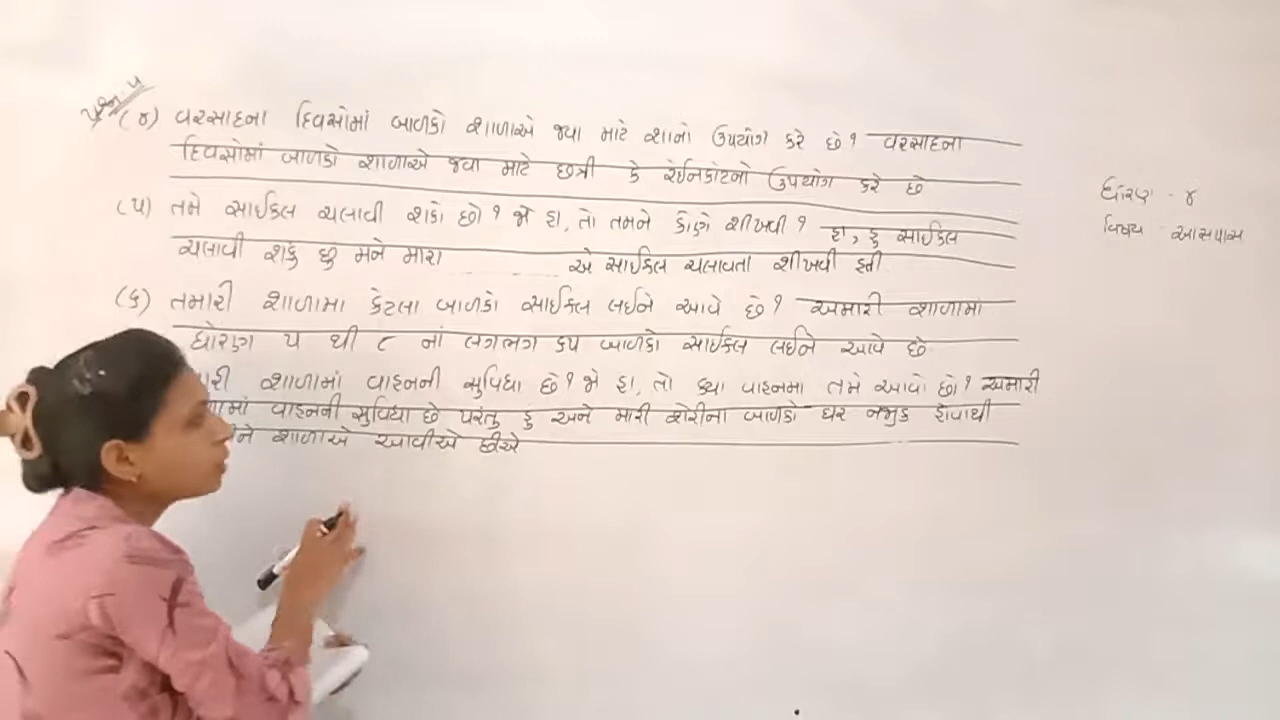 પ્રશ્ન-૫
(૪) વરસાદના દિવસોમાં બાળકો શાળાએ જવા માટે શાનો ઉપયોગ કરે છે? વરસાદના
દિવસોમાં બાળકો શાળાએ જવા માટે છત્રી કે રેઈનકોટનો ઉપયોગ કરે છે
(૫) તમે સાઈકલ ચલાવી શકો છો? જો હા, તો તમને કોણે શીખવી? હા, હુ સાઈકલ
ચલાવી શકુ છુ મને મારા એ સાઈકલ ચલાવતા શીખવી હતી
(૬) તમારી શાળામા કેટલા બાળકો સાઈકલ લઈને આવે છે? અમારી શાળામાં
ધોરણ ૫ થી ૮ નાં લગભગ ૬૫ બાળકો સાઈકલ લઈને આવે છે
શાળામાં વાહનની સુવિધા છે? જો હા, તો ક્યા વાહનમા તમે આવો છો? અમારી
વાહનની સુવિધા છે પરંતુ હુ અને મારી શેરીના બાળકો ઘર નજીક હોવાથી
શાળાએ આવીએ છીએ
ધોરણ - ૪
વિષય આસપાસ